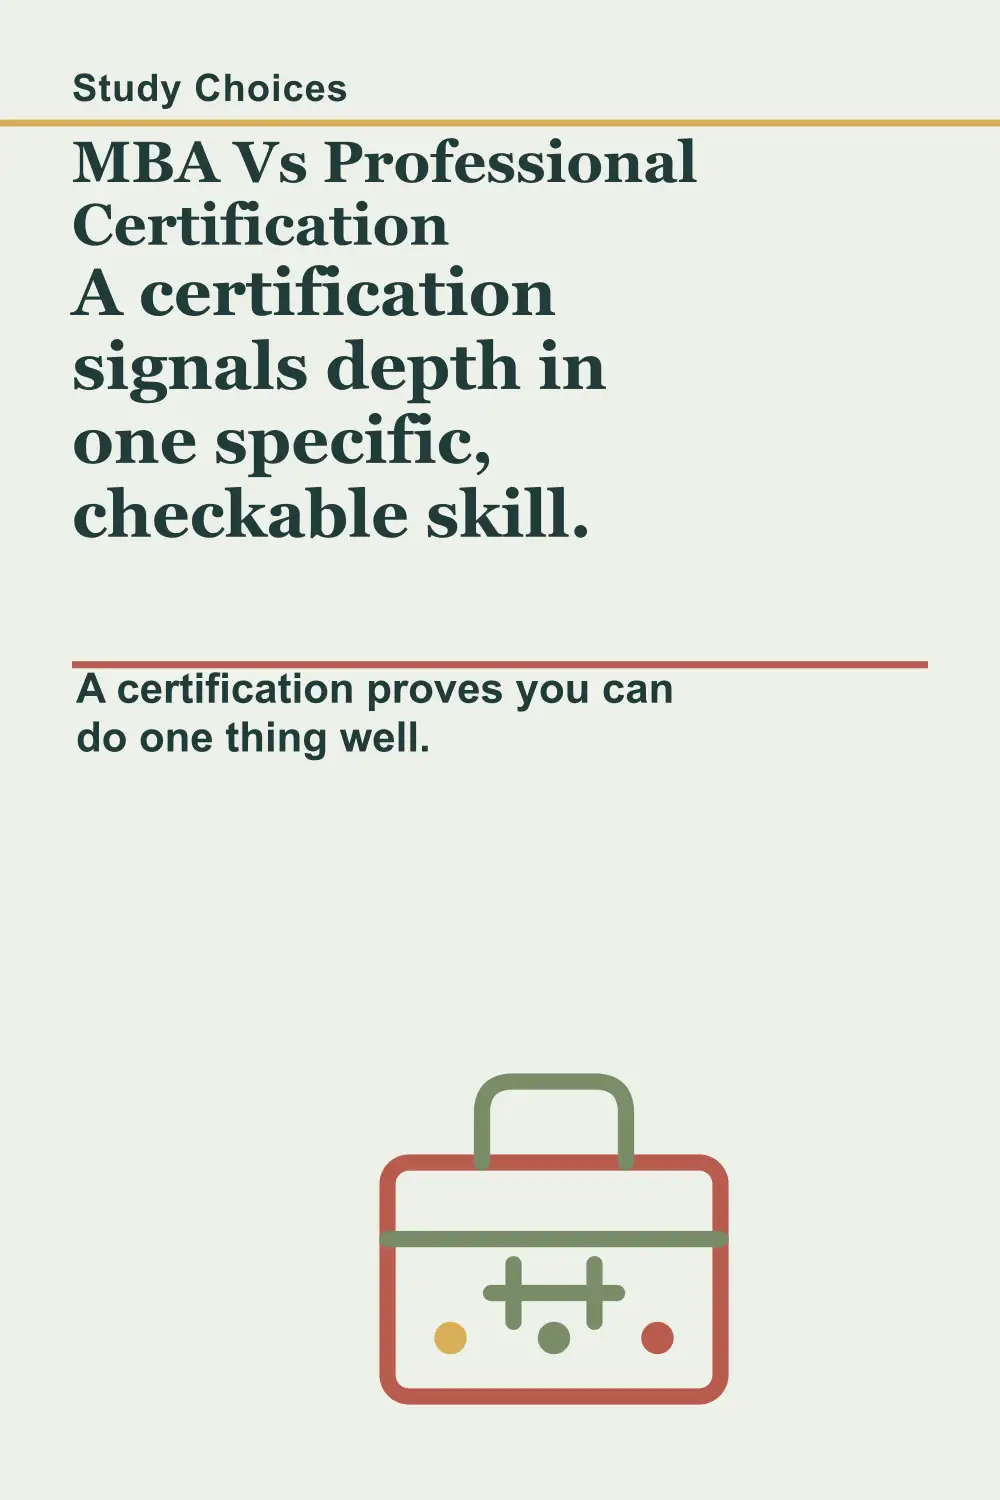 Study Choices
MBA Vs Professional
Certification
A certification
signals depth in
one specific,
checkable skill.
A certification proves you can
do one thing well.